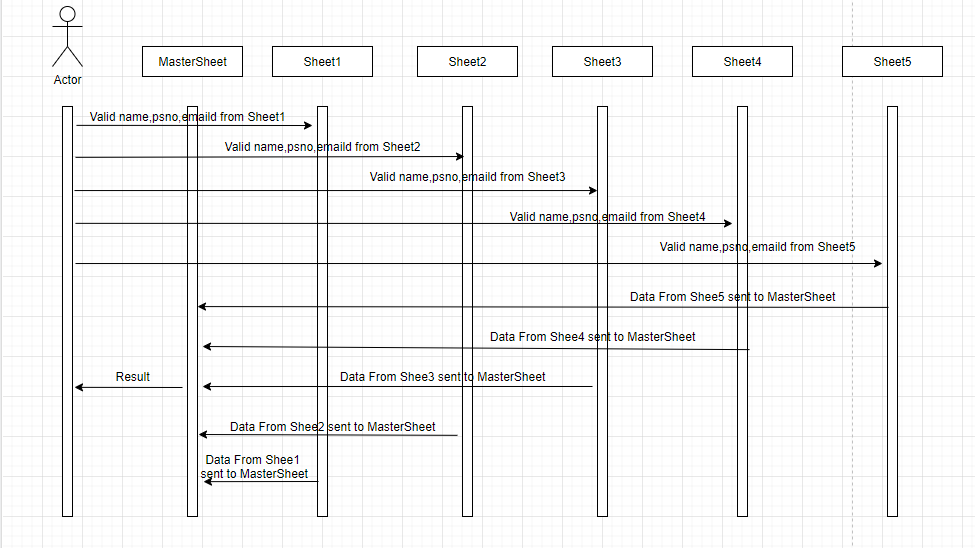 Actor
MasterSheet
Sheet1
Sheet2
Sheet3
Sheet4
Sheet5
Valid name,psno,emaild from Sheet1
Valid name,psno,emaild from Sheet2
Valid name,psno,emaild from Sheet3
Valid name,psno,emaild from Sheet4
Valid name,psno,emaild from Sheet5
Data From Shee5 sent to MasterSheet
Data From Shee4 sent to MasterSheet
Result
Data From Shee3 sent to MasterSheet
Data From Shee2 sent to MasterSheet
Data From Shee1
sent to MasterSheet